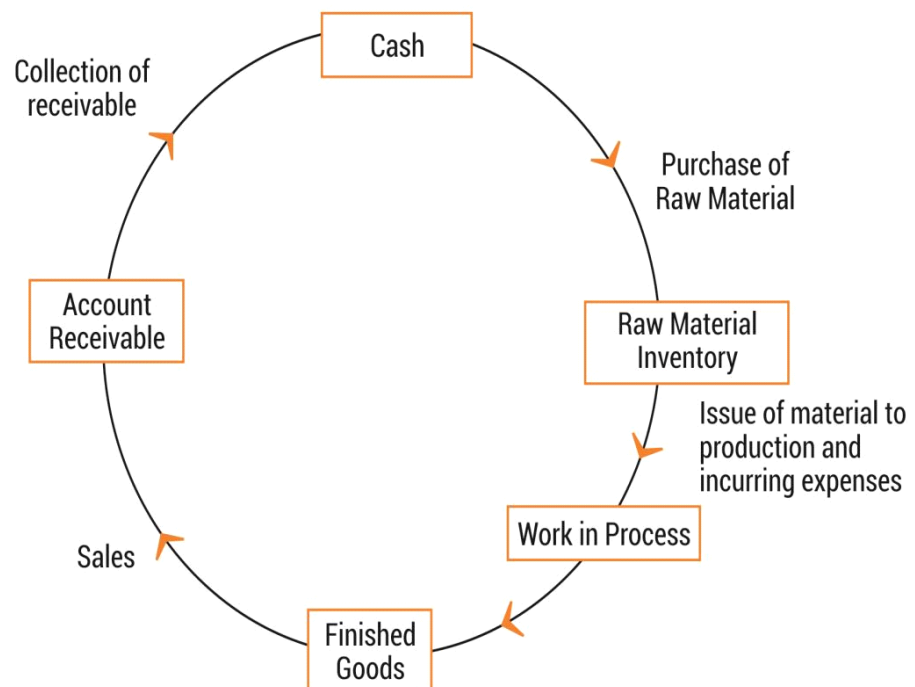 Cash
Purchase of
Raw Material
Raw Material
Inventory
Issue of material to
production and
incurring expenses
Work in Process
Finished
Goods
Sales
Account
Receivable
Collection of
receivable